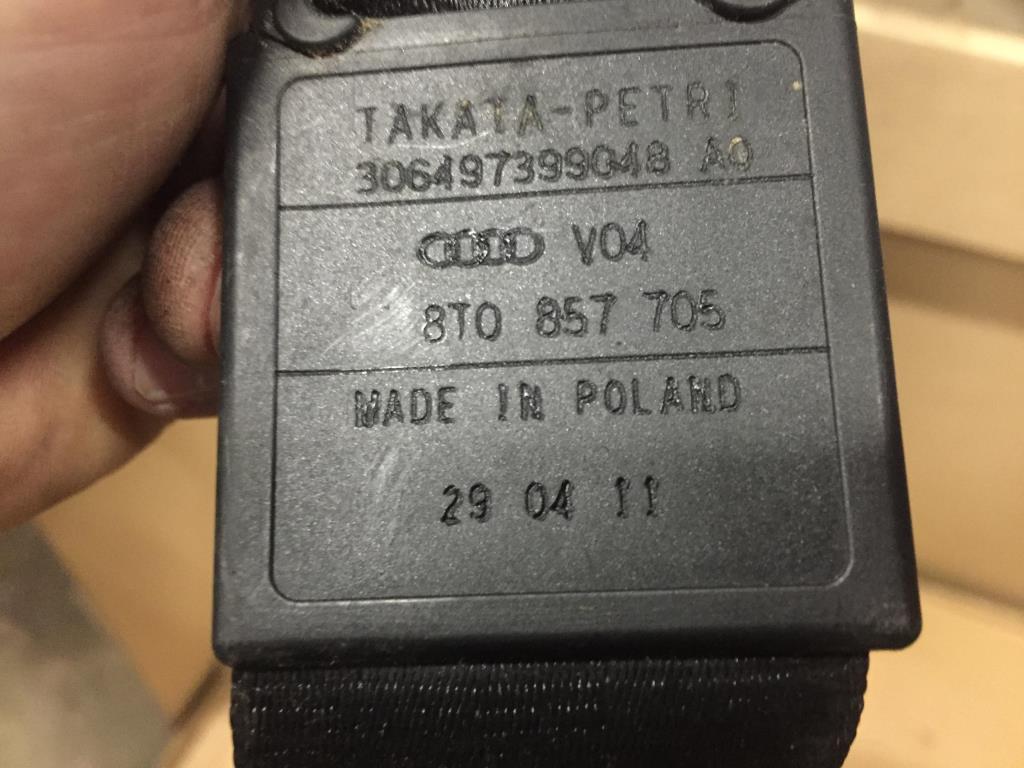 TAKATA-PETRI
306497399048 A0
V04
8T0 857 705
MADE IN POLAND
29 04 11